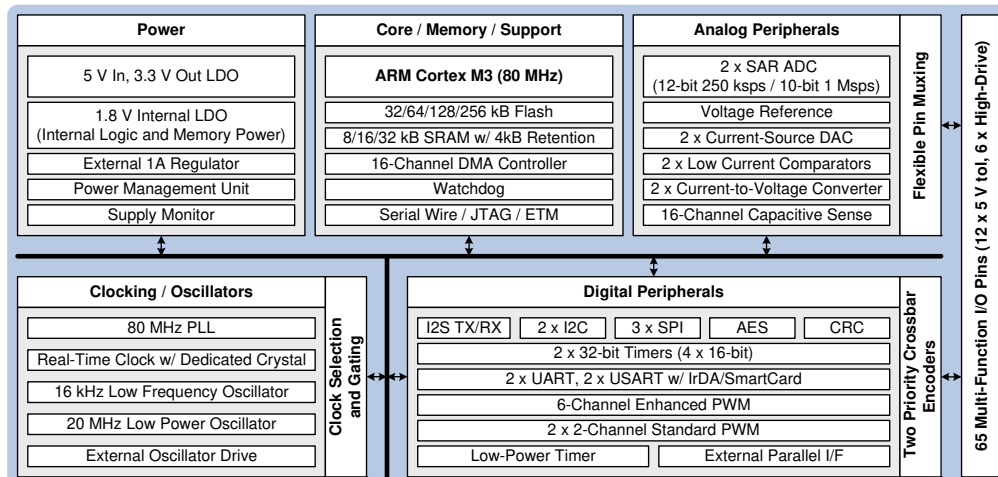 Power
5 V In, 3.3 V Out LDO
1.8 V Internal LDO
(Internal Logic and Memory Power)
External 1A Regulator
Power Management Unit
Supply Monitor
Core / Memory / Support
ARM Cortex M3 (80 MHz)
32/64/128/256 kB Flash
8/16/32 kB SRAM w/ 4kB Retention
16-Channel DMA Controller
Watchdog
Serial Wire / JTAG / ETM
Analog Peripherals
2 x SAR ADC
(12-bit 250 ksps / 10-bit 1 Msps)
Voltage Reference
2 x Current-Source DAC
2 x Low Current Comparators
2 x Current-to-Voltage Converter
16-Channel Capacitive Sense
Flexible Pin Muxing
65 Multi-Function I/O Pins (12 x 5 V tol, 6 x High-Drive)
Clocking / Oscillators
80 MHz PLL
Real-Time Clock w/ Dedicated Crystal
16 kHz Low Frequency Oscillator
20 MHz Low Power Oscillator
External Oscillator Drive
Clock Selection
and Gating
Digital Peripherals
I2S TX/RX
2 x I2C
3 x SPI
AES
CRC
2 x 32-bit Timers (4 x 16-bit)
2 x UART, 2 x USART w/ IrDA/SmartCard
6-Channel Enhanced PWM
2 x 2-Channel Standard PWM
Low-Power Timer
External Parallel I/F
Two Priority Crossbar
Encoders